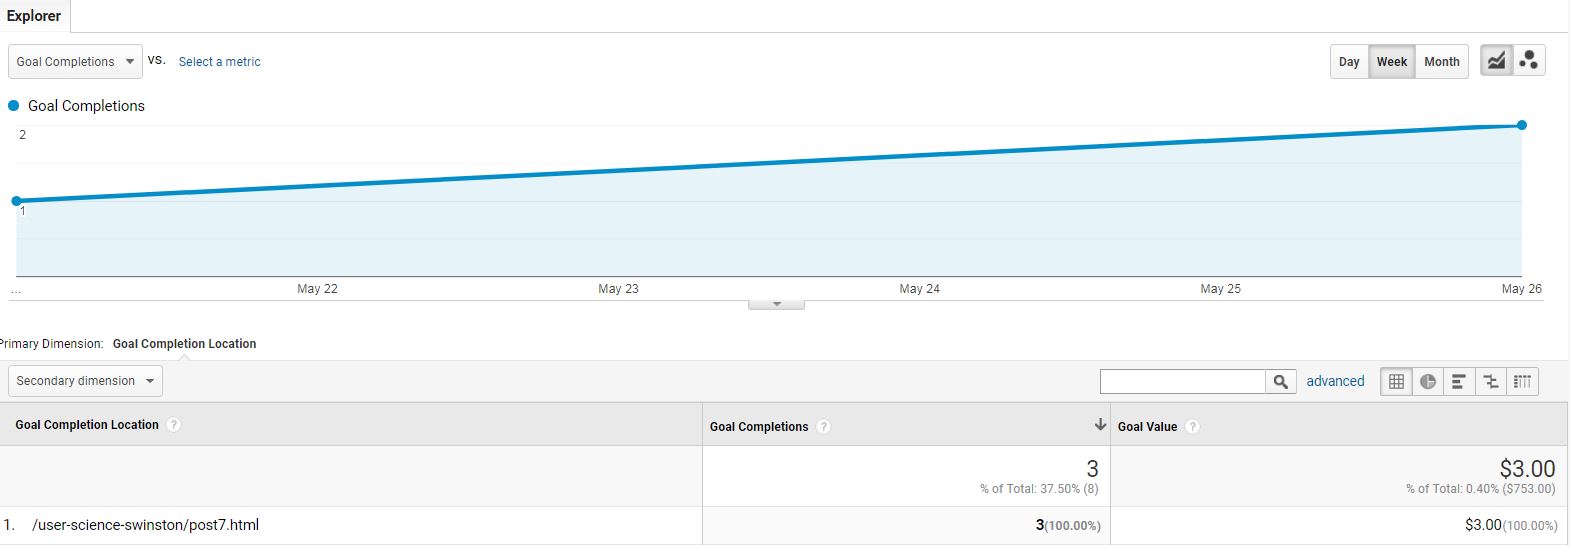 Explorer
Goal Completions vs. Select a metric
Day Week Month
Goal Completions
2
1
... May 22 May 23 May 24 May 25 May 26
Primary Dimension: Goal Completion Location
Secondary dimension
advanced
Goal Completion Location ? Goal Completions ? Goal Value ?
3 $3.00
% of Total: 37.50% (8) % of Total: 0.40% ($753.00)
1. /user-science-swinston/post7.html 3(100.00%) $3.00(100.00%)